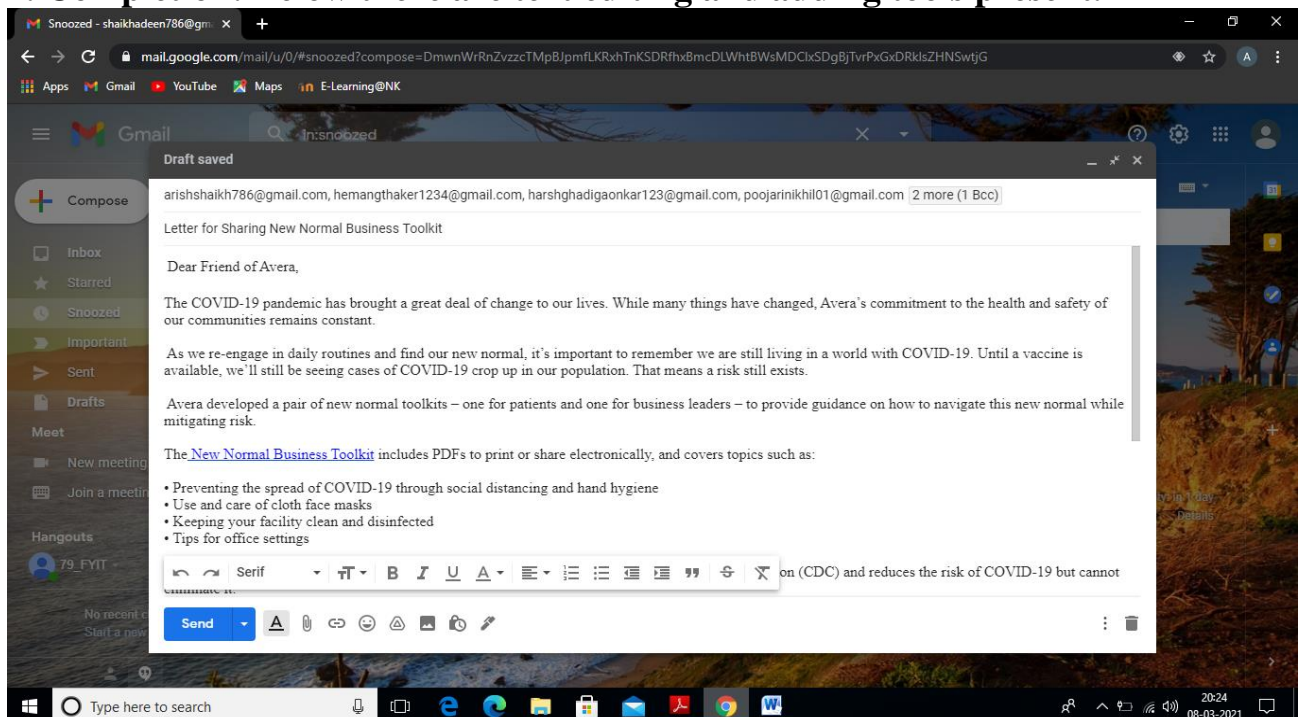 Snoozed - shaikhadeen786@gm
mail.google.com/mail/u/0/#snoozed?compose=DmwnWrRnZvzzcTMpBJpmfLKRxhTnKSDRfhxBmcDLWhtBWsMDClxSDgBjTvrPxGxDRklsZHNSwtjG
A
Apps Gmail YouTube Maps E-Learning@NK
Gmail in:snoozed
Draft saved
arishshaikh786@gmail.com, hemangthaker1234@gmail.com, harshghadigaonkar123@gmail.com, poojarinikhil01@gmail.com 2 more (1 Bcc)
Compose
Letter for Sharing New Normal Business Toolkit
Inbox
Starred
Snoozed
Important
Sent
Drafts
Meet
New meeting
Join a meetin
Hangouts
79_FYIT
No recent c
Start a new
Dear Friend of Avera,
The COVID-19 pandemic has brought a great deal of change to our lives. While many things have changed, Avera’s commitment to the health and safety of
our communities remains constant.
As we re-engage in daily routines and find our new normal, it’s important to remember we are still living in a world with COVID-19. Until a vaccine is
available, we’ll still be seeing cases of COVID-19 crop up in our population. That means a risk still exists.
Avera developed a pair of new normal toolkits – one for patients and one for business leaders – to provide guidance on how to navigate this new normal while
mitigating risk.
The New Normal Business Toolkit includes PDFs to print or share electronically, and covers topics such as:
• Preventing the spread of COVID-19 through social distancing and hand hygiene
• Use and care of cloth face masks
• Keeping your facility clean and disinfected
• Tips for office settings
on (CDC) and reduces the risk of COVID-19 but cannot
eliminate it.
Serif
B I U A
Send A
Details
Type here to search
20:24
08-03-2021